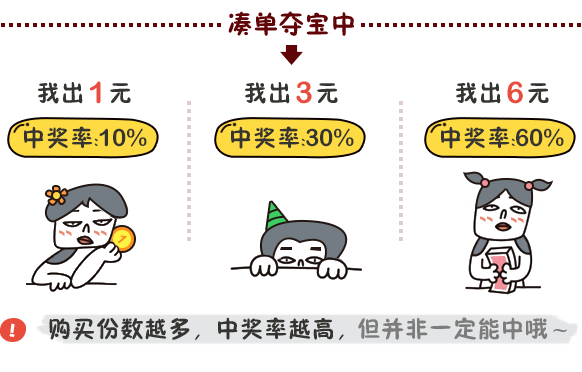 凑单夺宝中
我出1元 我出3元 我出6元
中奖率:10% 中奖率:30% 中奖率:60%
! 购买份数越多，中奖率越高，但并非一定能中哦~